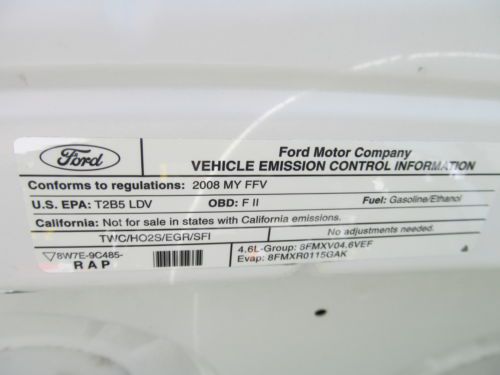 Ford
Ford Motor Company
VEHICLE EMISSION CONTROL INFORMATION
Conforms to regulations: 2008 MY FFV
U.S. EPA: T2B5 LDV OBD: F II Fuel: Gasoline/Ethanol
California: Not for sale in states with California emissions.
TWC/HO2S/EGR/SFI No adjustments needed.
8W7E-9C485-
RAP
4.6L-Group: 8FMXV04.6VEF
Evap: 8FMXR0115GAK